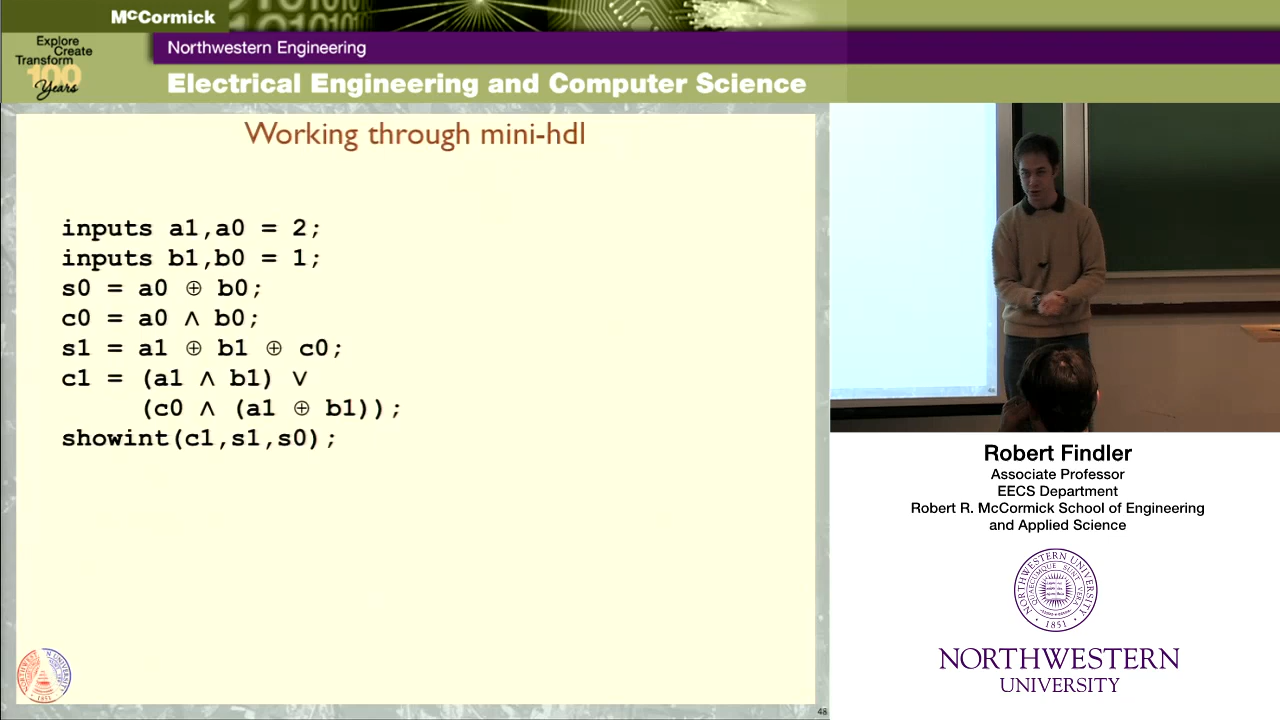 McCormick
Explore
Create
Transform
100
Years
Northwestern Engineering
Electrical Engineering and Computer Science
Working through mini-hdl
inputs a1,a0 = 2;
inputs b1,b0 = 1;
s0 = a0 ⊕ b0;
c0 = a0 ∧ b0;
s1 = a1 ⊕ b1 ⊕ c0;
c1 = (a1 ∧ b1) ∨
(c0 ∧ (a1 ⊕ b1));
showint(c1,s1,s0);
48
Robert Findler
Associate Professor
EECS Department
Robert R. McCormick School of Engineering
and Applied Science
1851
NORTHWESTERN
UNIVERSITY